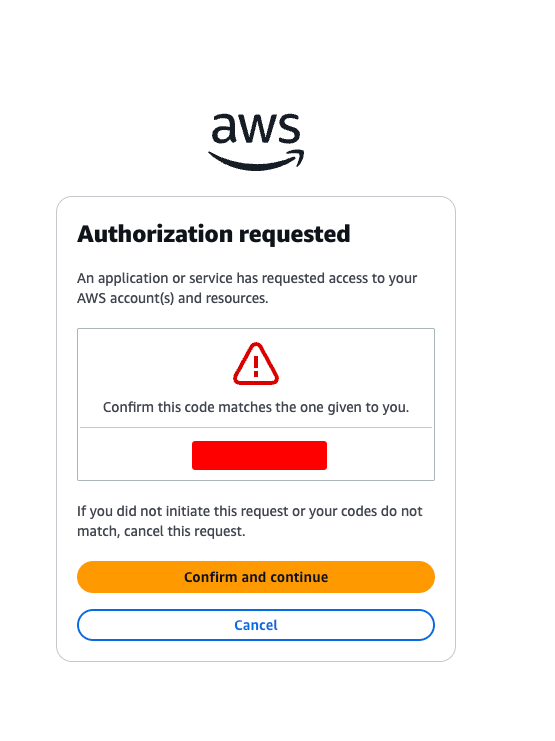 aws
Authorization requested
An application or service has requested access to your
AWS account(s) and resources.
Confirm this code matches the one given to you.
If you did not initiate this request or your codes do not
match, cancel this request.
Confirm and continue
Cancel